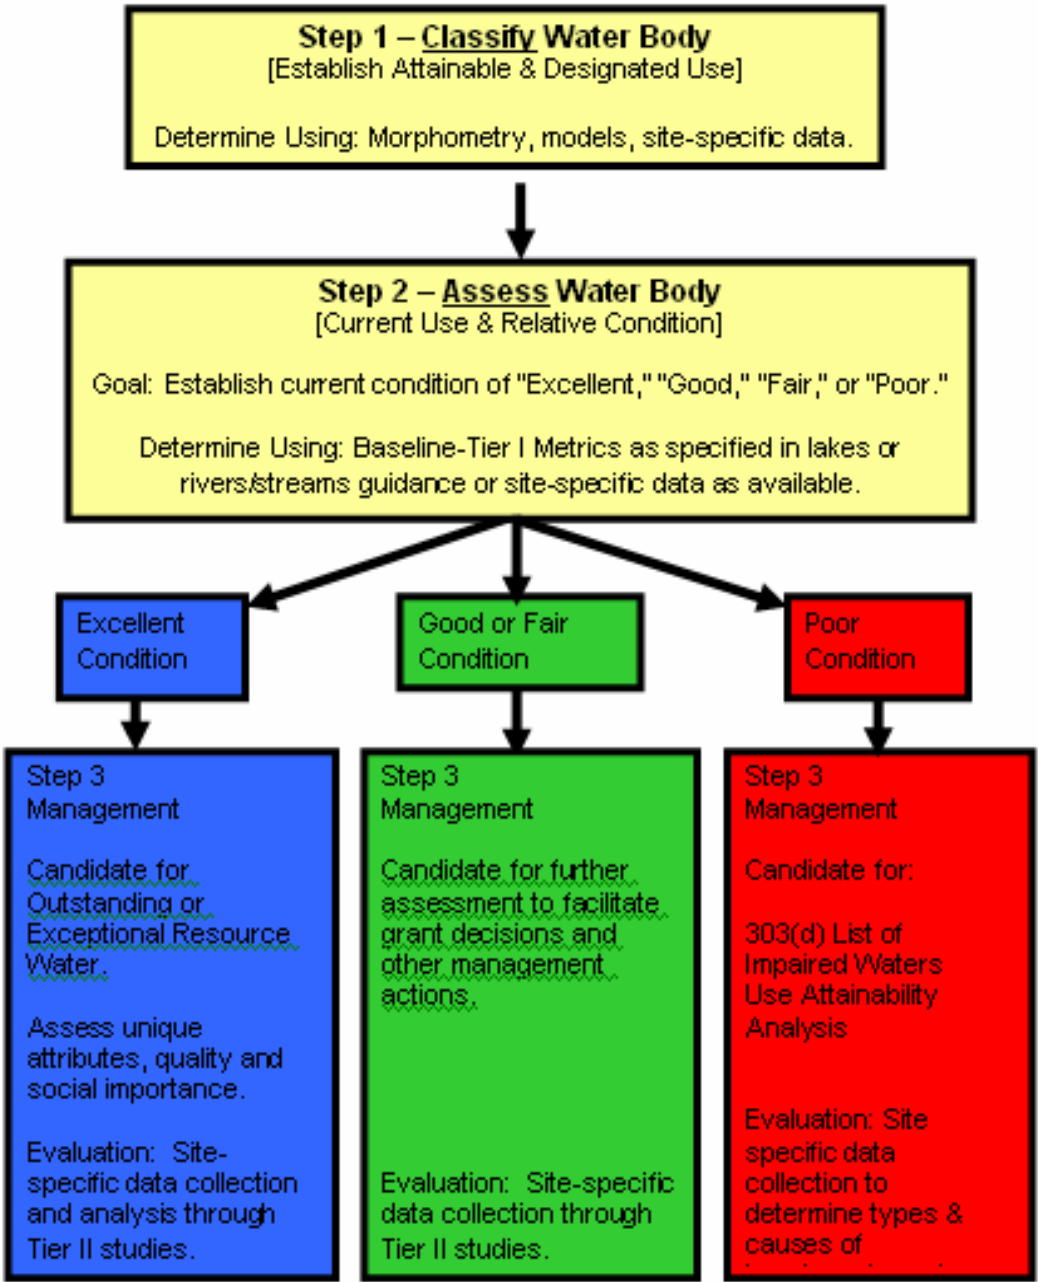 Step 1 – Classify Water Body
[Establish Attainable & Designated Use]
Determine Using: Morphometry, models, site-specific data.
Step 2 – Assess Water Body
[Current Use & Relative Condition]
Goal: Establish current condition of "Excellent," "Good," "Fair," or "Poor."
Determine Using: Baseline-Tier I Metrics as specified in lakes or
rivers/streams guidance or site-specific data as available.
Excellent
Condition
Good or Fair
Condition
Poor
Condition
Step 3
Management
Candidate for
Outstanding or
Exceptional Resource
Water.
Assess unique
attributes, quality and
social importance.
Evaluation: Site-
specific data collection
and analysis through
Tier II studies.
Step 3
Management
Candidate for further
assessment to facilitate
grant decisions and
other management
actions.
Evaluation: Site-specific
data collection through
Tier II studies.
Step 3
Management
Candidate for:
303(d) List of
Impaired Waters
Use Attainability
Analysis
Evaluation: Site
specific data
collection to
determine types &
causes of